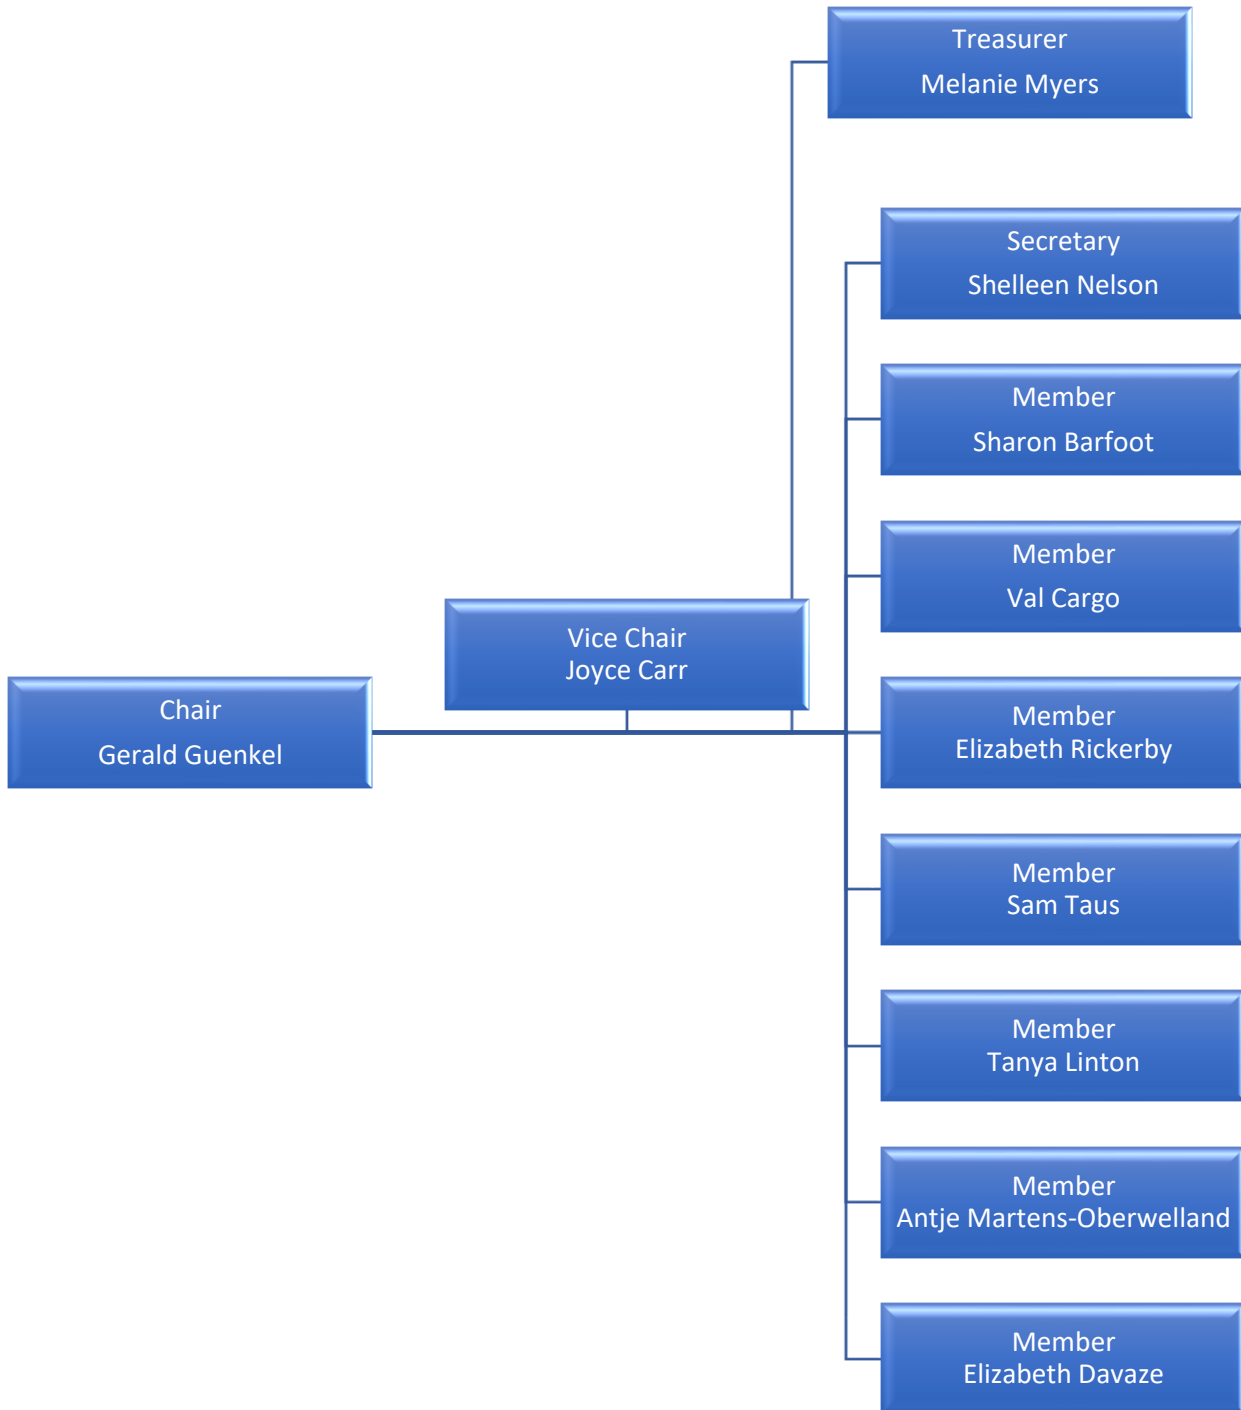 Treasurer
Melanie Myers
Secretary
Shelleen Nelson
Member
Sharon Barfoot
Member
Val Cargo
Vice Chair
Joyce Carr
Chair
Gerald Guenkel
Member
Elizabeth Rickerby
Member
Sam Taus
Member
Tanya Linton
Member
Antje Martens-Oberwelland
Member
Elizabeth Davaze